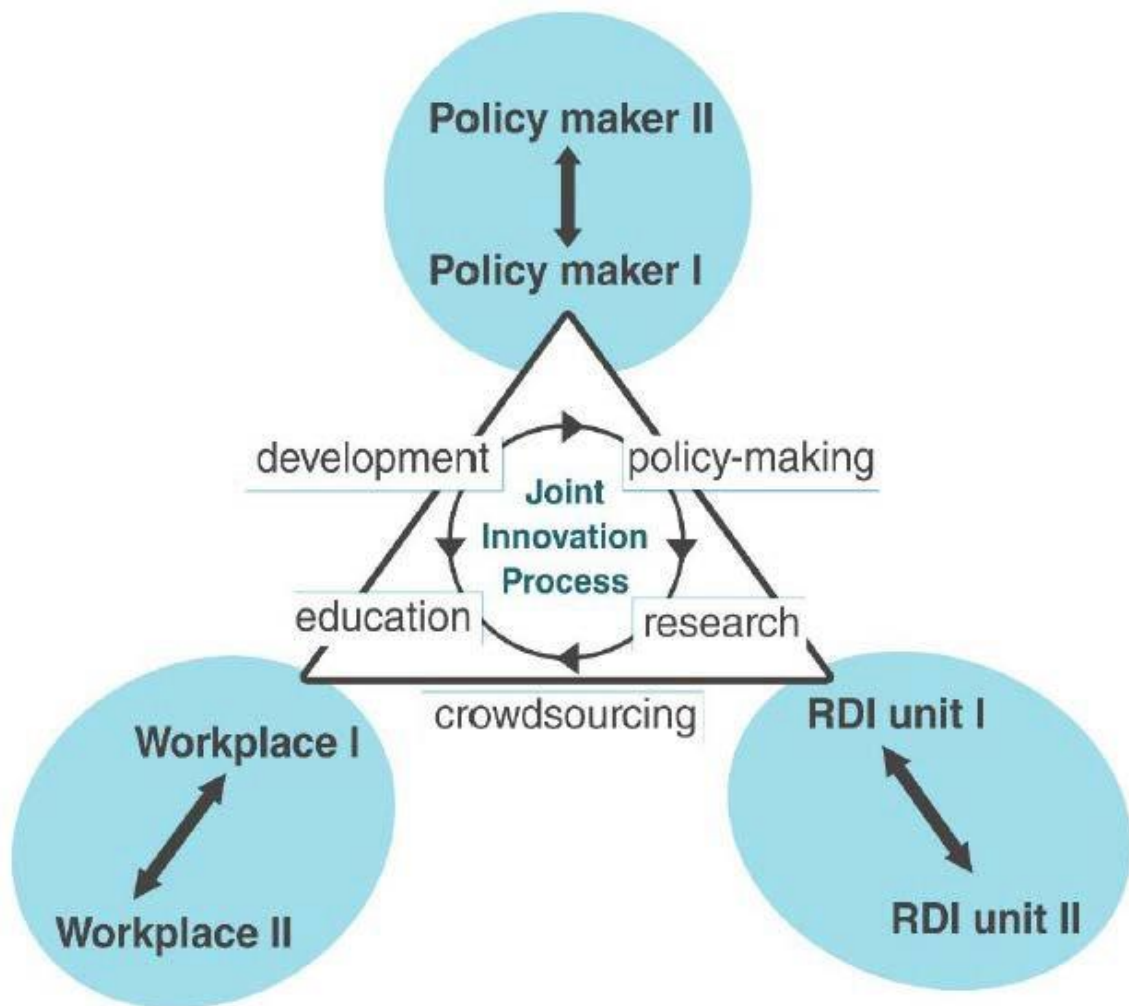 Policy maker II
Policy maker I
development
policy-making
Joint
Innovation
Process
education
research
crowdsourcing
Workplace I
RDI unit I
Workplace II
RDI unit II